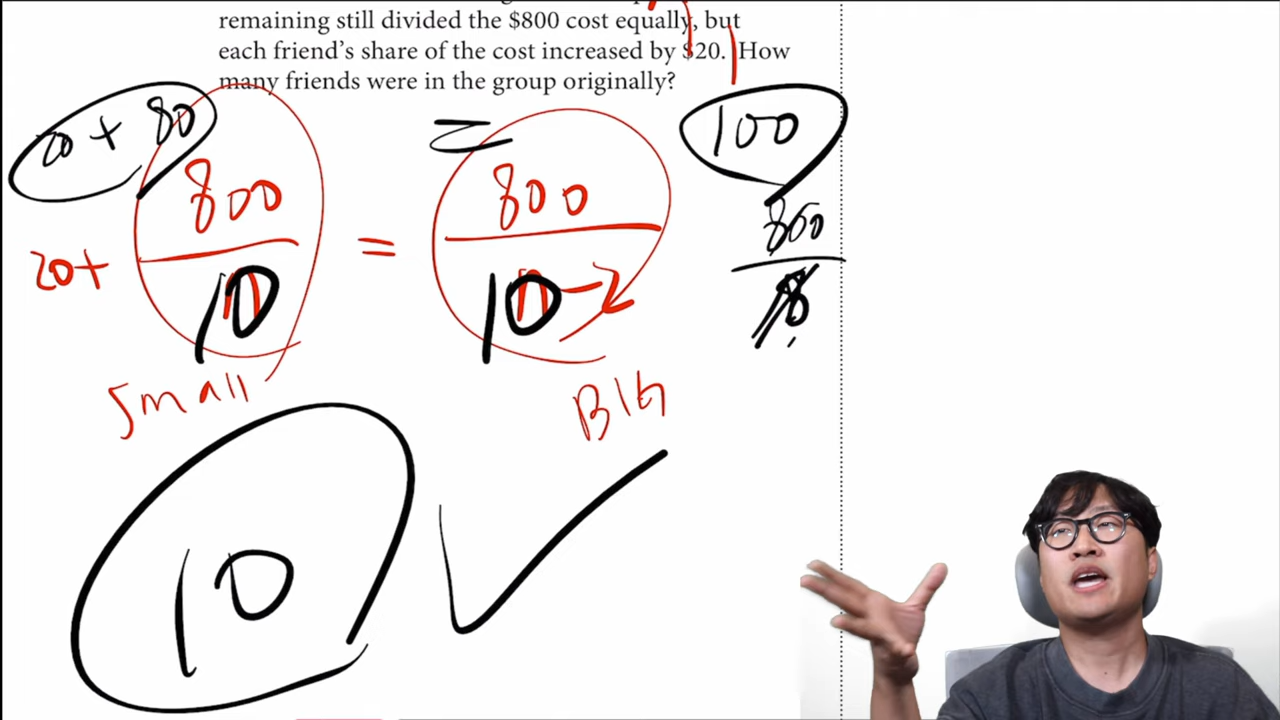 remaining still divided the $800 cost equally, but
each friend's share of the cost increased by $20. How
many friends were in the group originally?
20 + 80 = 100
20+ 800/10 = 800/10-2 800/8
Small BIG
10